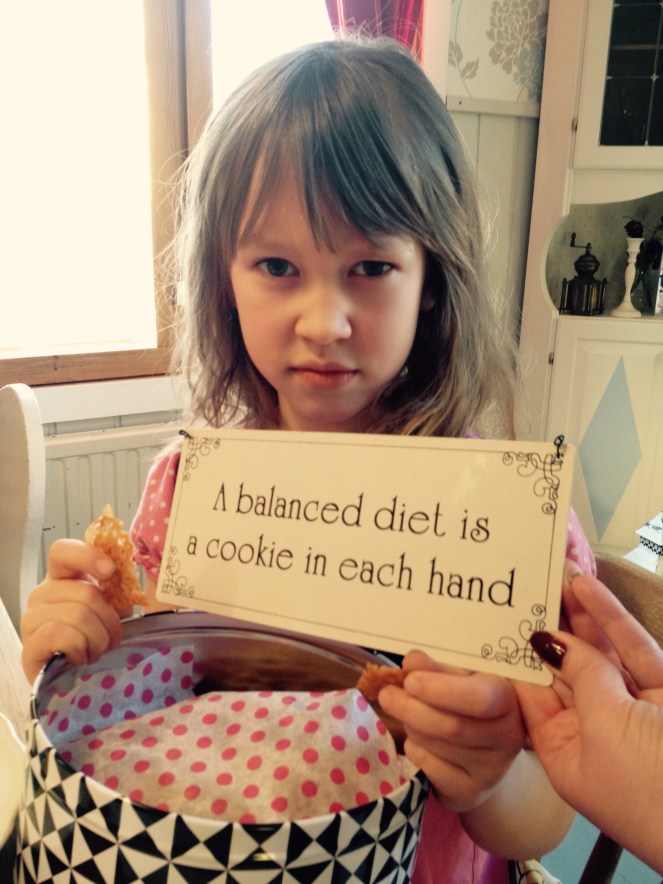 A balanced diet is
a cookie in each hand